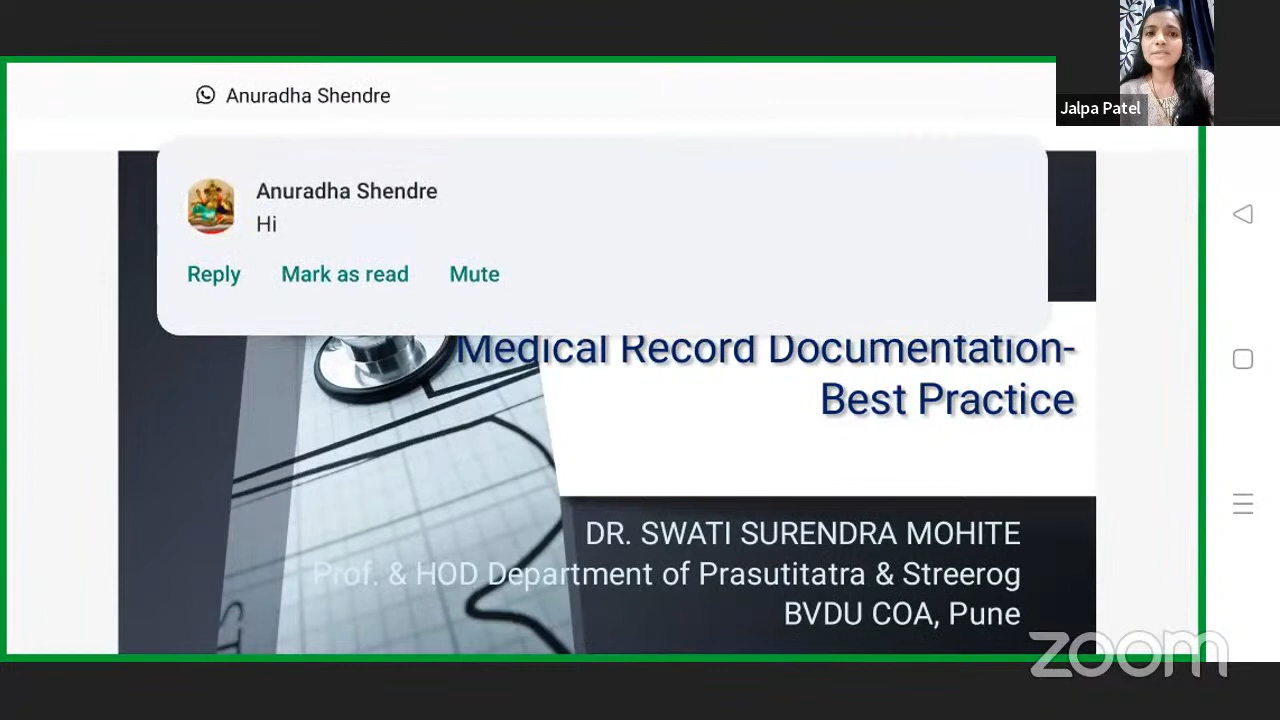 Anuradha Shendre
Jalpa Patel
Anuradha Shendre
Hi
Reply Mark as read Mute
Medical Record Documentation-
Best Practice
DR. SWATI SURENDRA MOHITE
Prof. & HOD Department of Prasutitatra & Streerog
BVDU COA, Pune
zoom